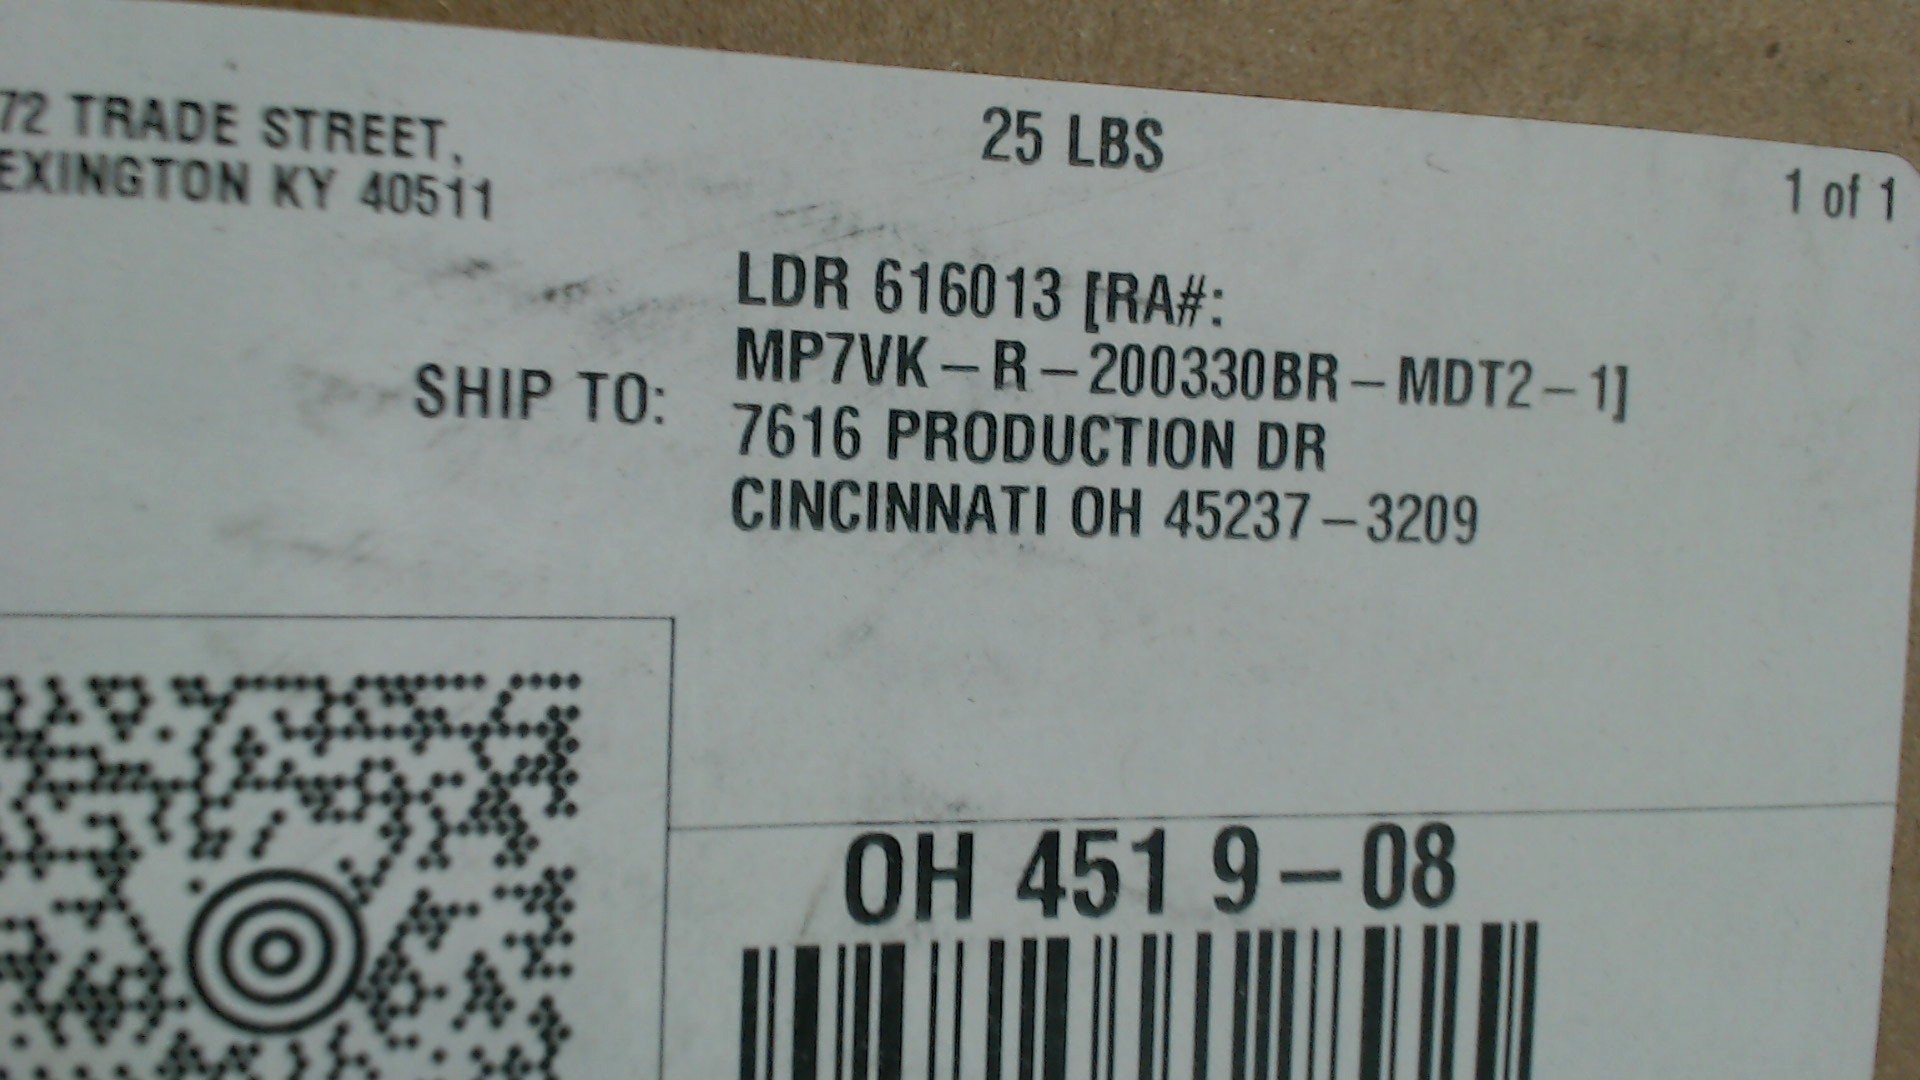 72 TRADE STREET,
EXINGTON KY 40511
25 LBS
1 of 1
SHIP TO:
LDR 616013 [RA#:
MP7VK-R-200330BR-MDT2-1]
7616 PRODUCTION DR
CINCINNATI OH 45237-3209
OH 451 9-08